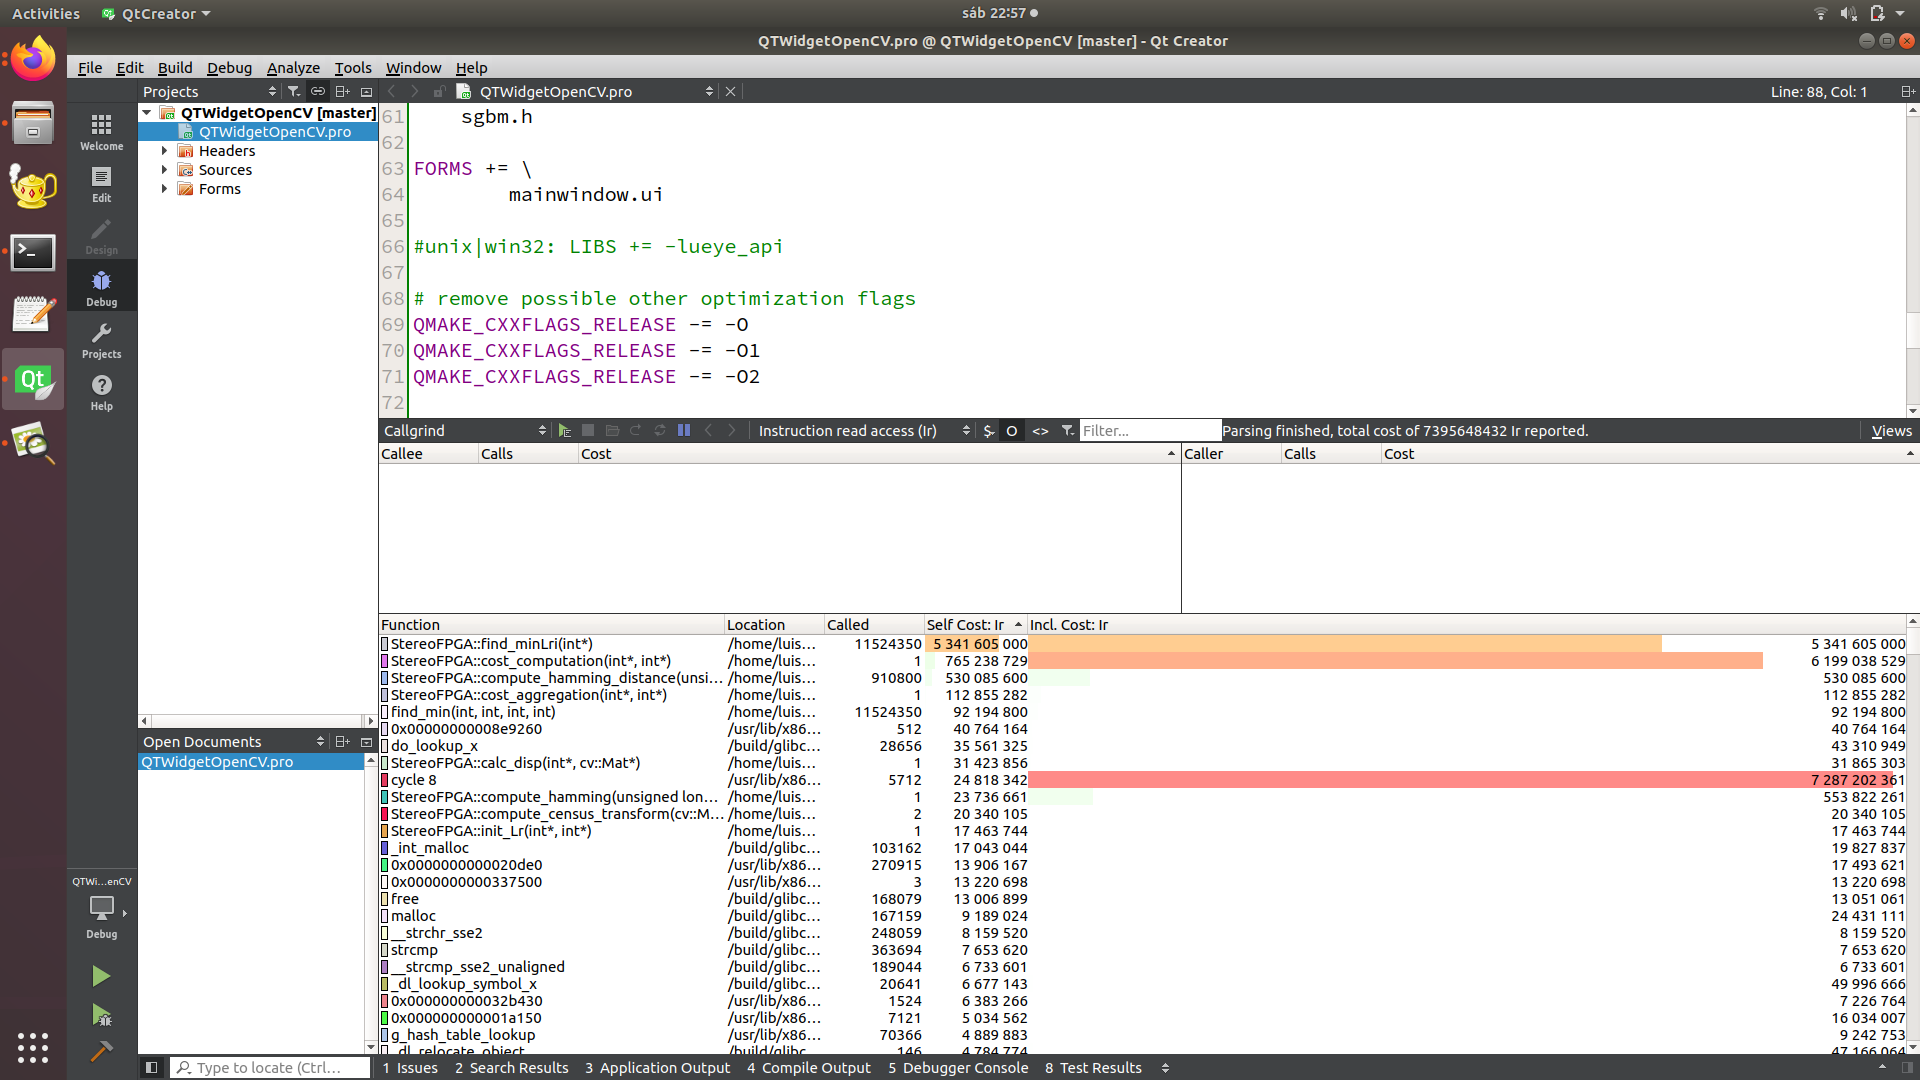 Activities
QtCreator
sáb 22:57
QTWidgetOpenCV.pro @ QTWidgetOpenCV [master] - Qt Creator
File Edit Build Debug Analyze Tools Window Help
Projects
QTWidgetOpenCV.pro
Line: 88, Col: 1
Welcome
Edit
Design
Debug
Projects
Help
QTWi...enCV
Debug
QTWidgetOpenCV [master]
QTWidgetOpenCV.pro
Headers
Sources
Forms
Open Documents
QTWidgetOpenCV.pro
61 sgbm.h
62
63 FORMS += \
64 mainwindow.ui
65
66 #unix|win32: LIBS += -lueye_api
67
68 # remove possible other optimization flags
69 QMAKE_CXXFLAGS_RELEASE -= -O
70 QMAKE_CXXFLAGS_RELEASE -= -O1
71 QMAKE_CXXFLAGS_RELEASE -= -O2
72
Callgrind Instruction read access (Ir) $ O <> Filter... Parsing finished, total cost of 7395648432 Ir reported. Views
Callee Calls Cost
Caller Calls Cost
Function Location Called Self Cost: Ir Incl. Cost: Ir
StereoFPGA::find_minLri(int*) /home/luis... 11524350 5 341 605 000 5 341 605 000
StereoFPGA::cost_computation(int*, int*) /home/luis... 1 765 238 729 6 199 038 529
StereoFPGA::compute_hamming_distance(unsi... /home/luis... 910800 530 085 600 530 085 600
StereoFPGA::cost_aggregation(int*, int*) /home/luis... 1 112 855 282 112 855 282
find_min(int, int, int, int) /home/luis... 11524350 92 194 800 92 194 800
0x00000000008e9260 /usr/lib/x86... 512 40 764 164 40 764 164
do_lookup_x /build/glibc... 28656 35 561 325 43 310 949
StereoFPGA::calc_disp(int*, cv::Mat*) /home/luis... 1 31 423 856 31 865 303
cycle 8 /usr/lib/x86... 5712 24 818 342 7 287 202 361
StereoFPGA::compute_hamming(unsigned lon... /home/luis... 1 23 736 661 553 822 261
StereoFPGA::compute_census_transform(cv::M... /home/luis... 2 20 340 105 20 340 105
StereoFPGA::init_Lr(int*, int*) /home/luis... 1 17 463 744 17 463 744
_int_malloc /build/glibc... 103162 17 043 044 19 827 837
0x0000000000020de0 /usr/lib/x86... 270915 13 906 167 17 493 621
0x0000000000337500 /usr/lib/x86... 3 13 220 698 13 220 698
free /build/glibc... 168079 13 006 899 13 051 061
malloc /build/glibc... 167159 9 189 024 24 431 111
__strchr_sse2 /build/glibc... 248059 8 159 520 8 159 520
strcmp /build/glibc... 363694 7 653 620 7 653 620
__strcmp_sse2_unaligned /build/glibc... 189044 6 733 601 6 733 601
_dl_lookup_symbol_x /build/glibc... 20641 6 677 143 49 996 666
0x000000000032b430 /usr/lib/x86... 1524 6 383 266 7 226 764
0x000000000001a150 /usr/lib/x86... 7121 5 034 562 16 034 007
g_hash_table_lookup /usr/lib/x86... 70366 4 889 883 9 242 753
_dl_relocate_object /build/glibc... 146 4 784 774 47 166 064
Type to locate (Ctrl... 1 Issues 2 Search Results 3 Application Output 4 Compile Output 5 Debugger Console 8 Test Results